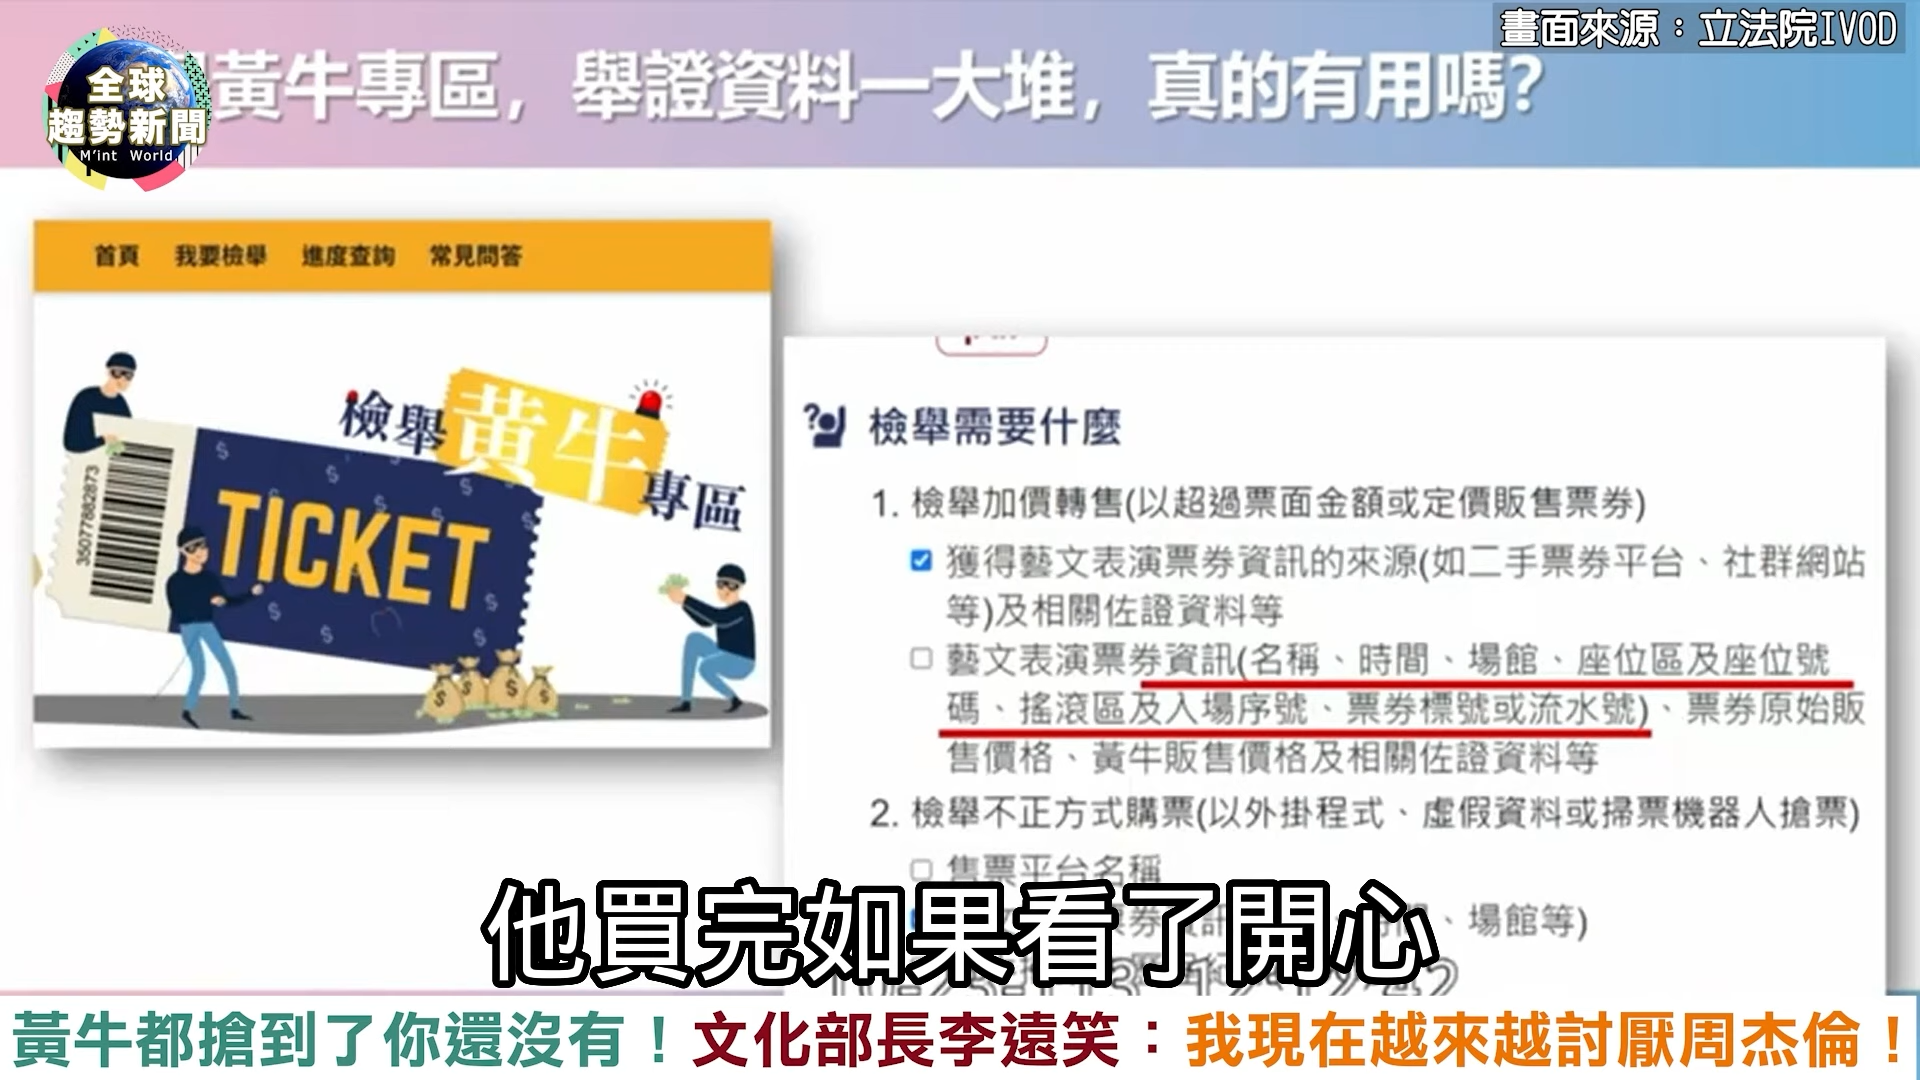 畫面來源：立法院IVOD
黃牛專區，舉證資料一大堆，真的有用嗎？
全球
趨勢新聞
M'int World
首頁 我要檢舉 進度查詢 常見問答
檢舉黃牛專區
TICKET
35077882873
檢舉需要什麼
1. 檢舉加價轉售(以超過票面金額或定價販售票券)
獲得藝文表演票券資訊的來源(如二手票券平台、社群網站
等)及相關佐證資料等
藝文表演票券資訊(名稱、時間、場館、座位區及座位號
碼、搖滾區及入場序號、票券標號或流水號)、票券原始販
售價格、黃牛販售價格及相關佐證資料等
2. 檢舉不正方式購票(以外掛程式、虛假資料或掃票機器人搶票)
售票平台名稱
、場館等)
他買完如果看了開心
黃牛都搶到了你還沒有！文化部長李遠笑：我現在越來越討厭周杰倫！